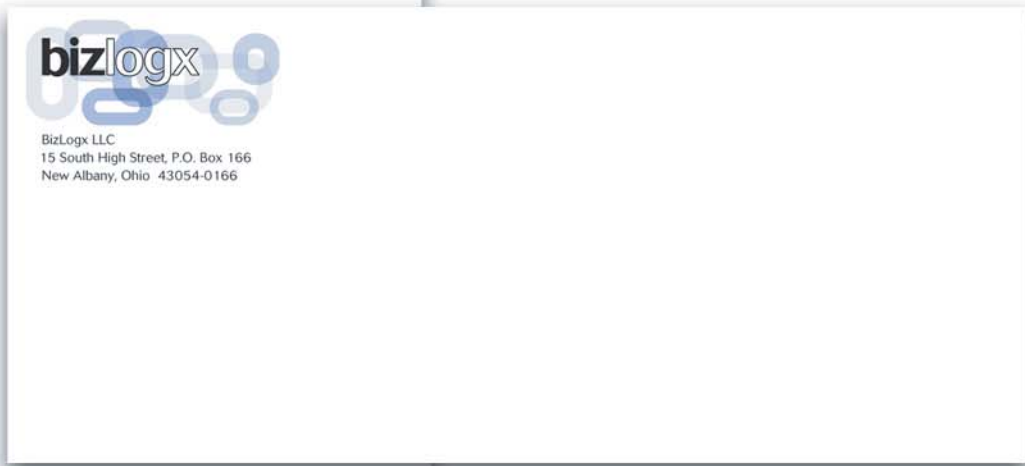 bizlogx
BizLogx LLC
15 South High Street, P.O. Box 166
New Albany, Ohio  43054-0166